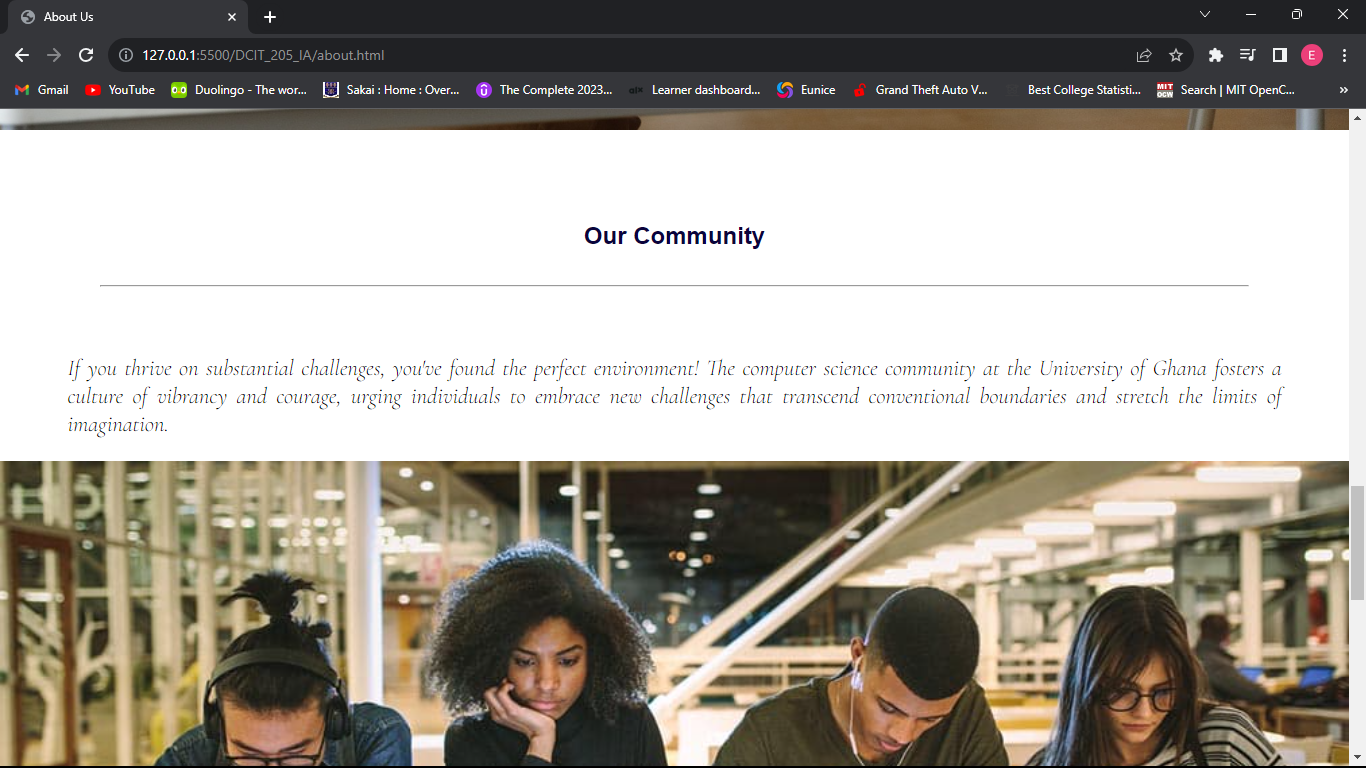 About Us
127.0.0.1:5500/DCIT_205_IA/about.html
E
Gmail YouTube Duolingo - The wor... Sakai : Home : Over... The Complete 2023... Learner dashboard... Eunice Grand Theft Auto V... Best College Statisti... MIT OCW Search | MIT OpenC... »
Our Community
If you thrive on substantial challenges, you've found the perfect environment! The computer science community at the University of Ghana fosters a
culture of vibrancy and courage, urging individuals to embrace new challenges that transcend conventional boundaries and stretch the limits of
imagination.